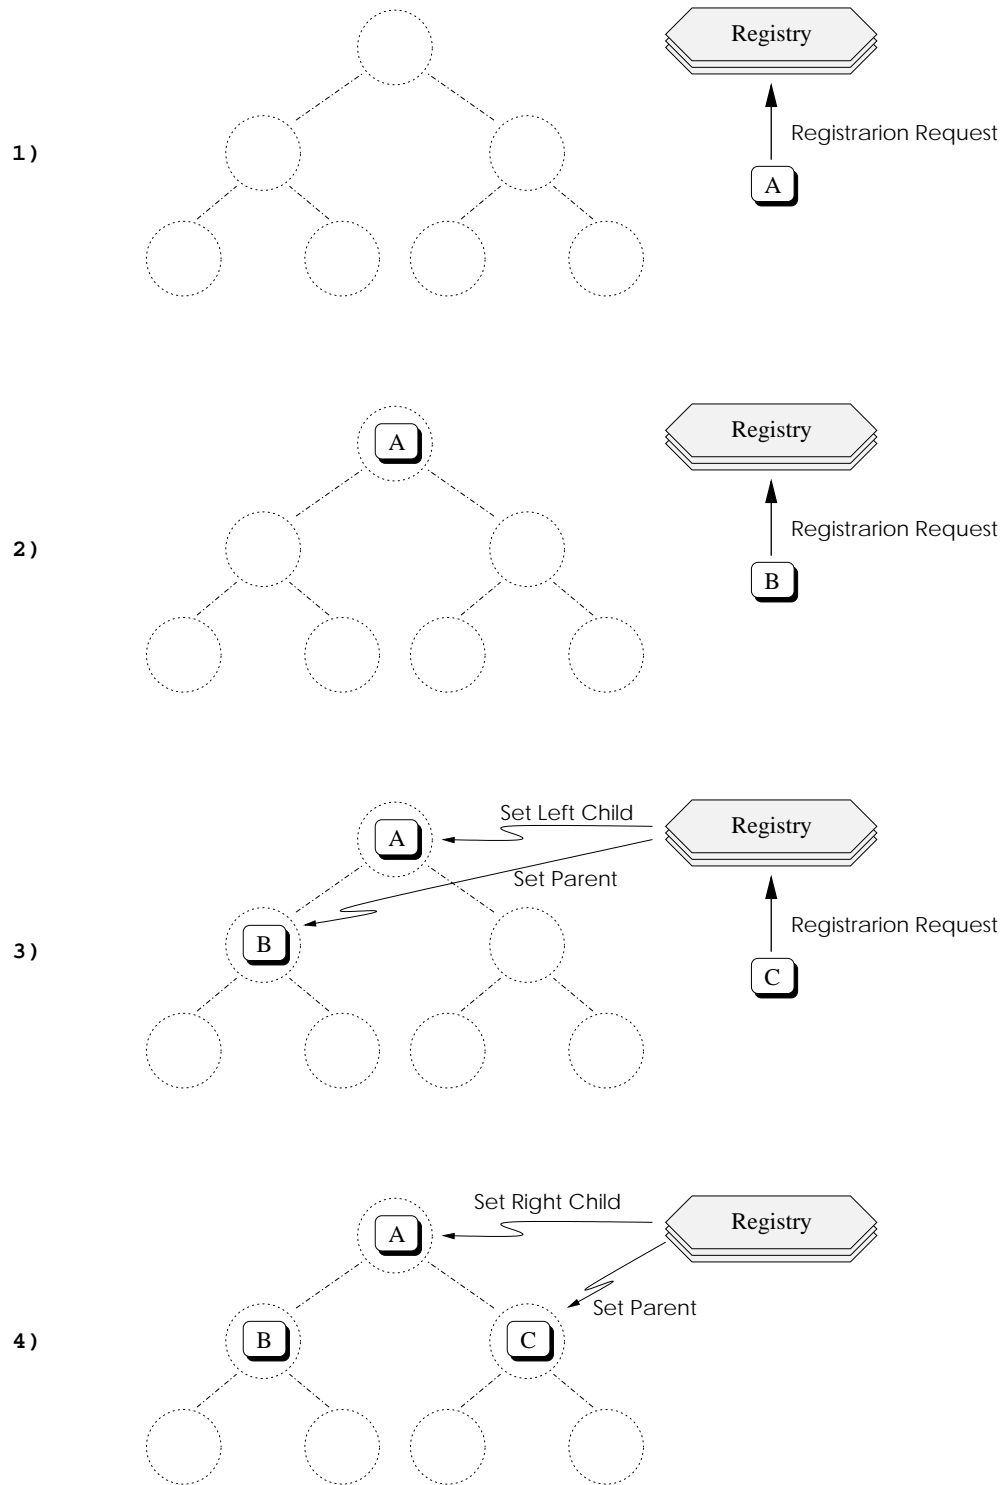 Registry
Registrarion Request
1)
A
A
Registry
Registrarion Request
2)
B
Set Left Child
Registry
A
Set Parent
Registrarion Request
B
3)
C
Set Right Child
Registry
A
Set Parent
4)
B
C